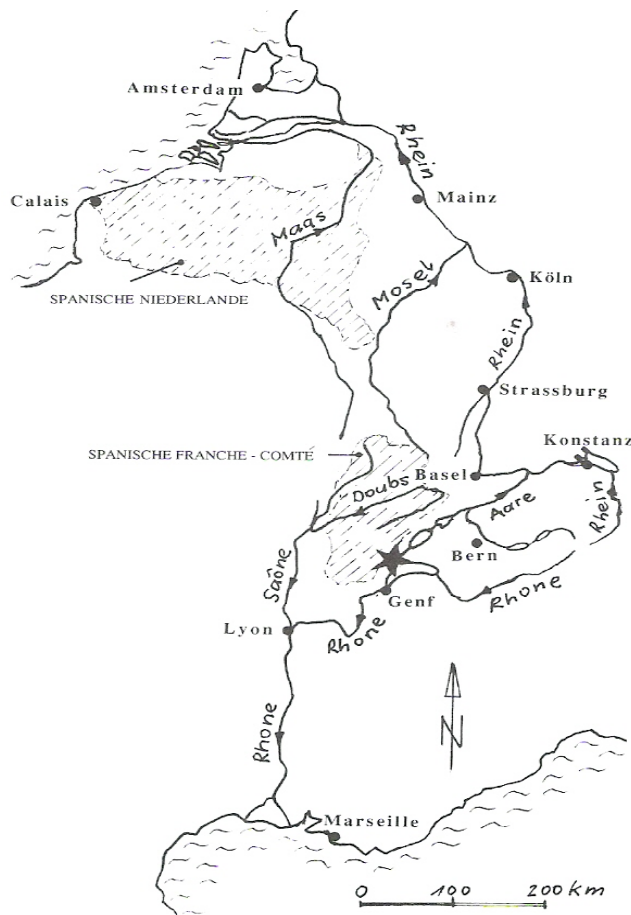 Amsterdam
Rhein
Calais
Mainz
Maas
SPANISCHE NIEDERLANDE
Mosel
Köln
Rhein
Strassburg
SPANISCHE FRANCHE - COMTÉ
Konstanz
Doubs
Basel
Aare
Rhein
Bern
Saône
Genf
Rhone
Lyon
Rhone
Rhone
N
Marseille
0 100 200 km